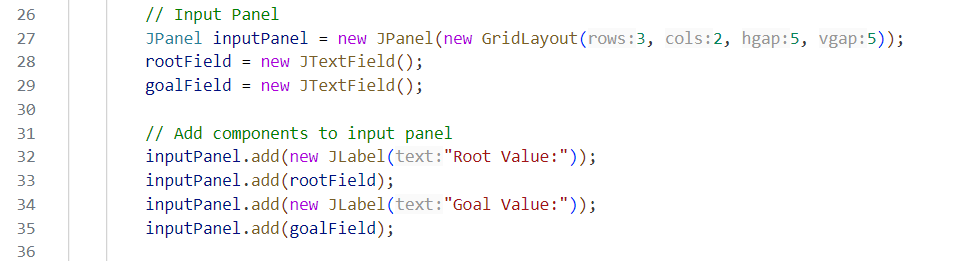 26 // Input Panel
27 JPanel inputPanel = new JPanel(new GridLayout(rows:3, cols:2, hgap:5, vgap:5));
28 rootField = new JTextField();
29 goalField = new JTextField();
30
31 // Add components to input panel
32 inputPanel.add(new JLabel(text:"Root Value:"));
33 inputPanel.add(rootField);
34 inputPanel.add(new JLabel(text:"Goal Value:"));
35 inputPanel.add(goalField);
36